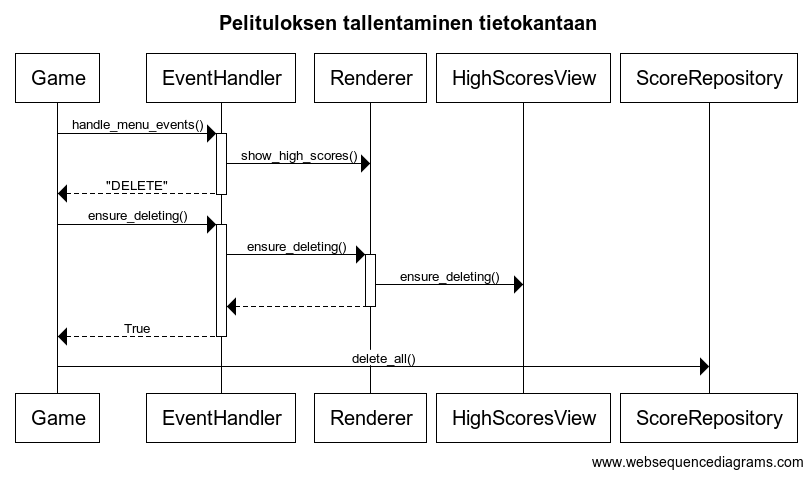 Pelituloksen tallentaminen tietokantaan
Game EventHandler Renderer HighScoresView ScoreRepository
handle_menu_events()
show_high_scores()
"DELETE"
ensure_deleting()
ensure_deleting()
ensure_deleting()
True
delete_all()
Game EventHandler Renderer HighScoresView ScoreRepository
www.websequencediagrams.com